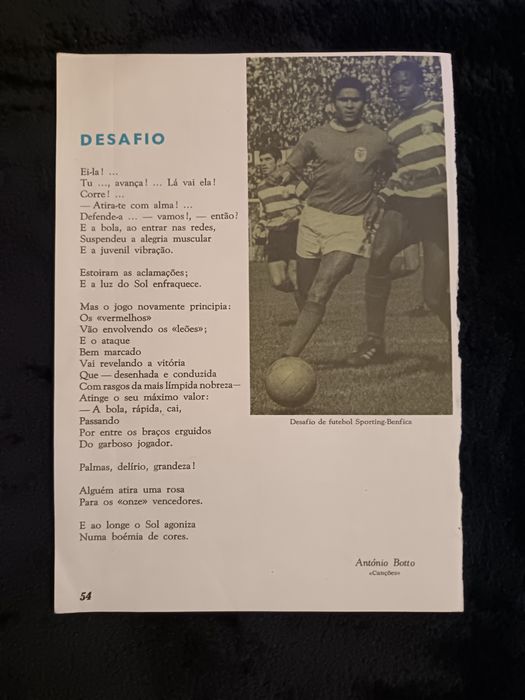 DESAFIO
Ei-la! ...
Tu ..., avança! ... Lá vai ela!
Corre! ...
— Atira-te com alma! ...
Defende-a ... — vamos!, — então?
E a bola, ao entrar nas redes,
Suspendeu a alegria muscular
E a juvenil vibração.
Estoiram as aclamações;
E a luz do Sol enfraquece.
Mas o jogo novamente principia:
Os «vermelhos»
Vão envolvendo os «leões»;
E o ataque
Bem marcado
Vai revelando a vitória
Que — desenhada e conduzida
Com rasgos da mais límpida nobreza—
Atinge o seu máximo valor:
— A bola, rápida, cai,
Passando
Por entre os braços erguidos
Do garboso jogador.
Palmas, delírio, grandeza!
Alguém atira uma rosa
Para os «onze» vencedores.
E ao longe o Sol agoniza
Numa boémia de cores.
Desafio de futebol Sporting-Benfica
António Botto
«Canções»
54